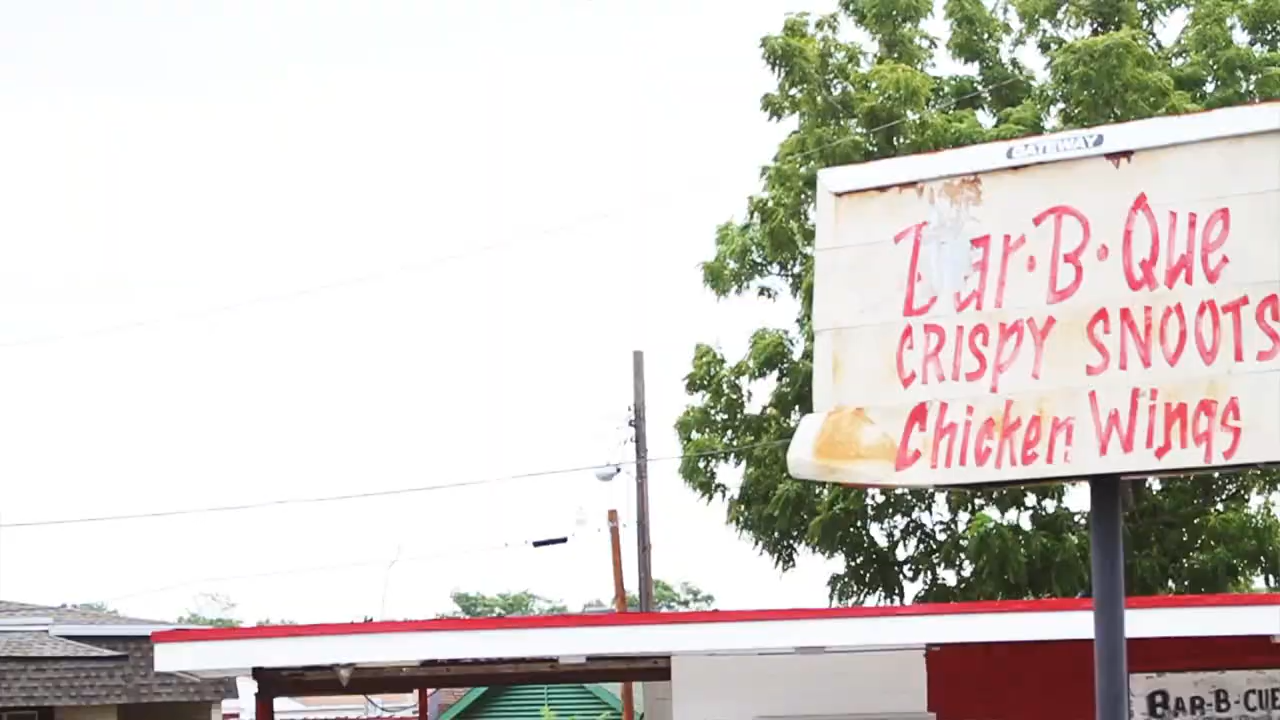 GATEWAY
Bar·B·Que
CRISPY SNOOTS
Chicken Wings
BAR-B-CUE